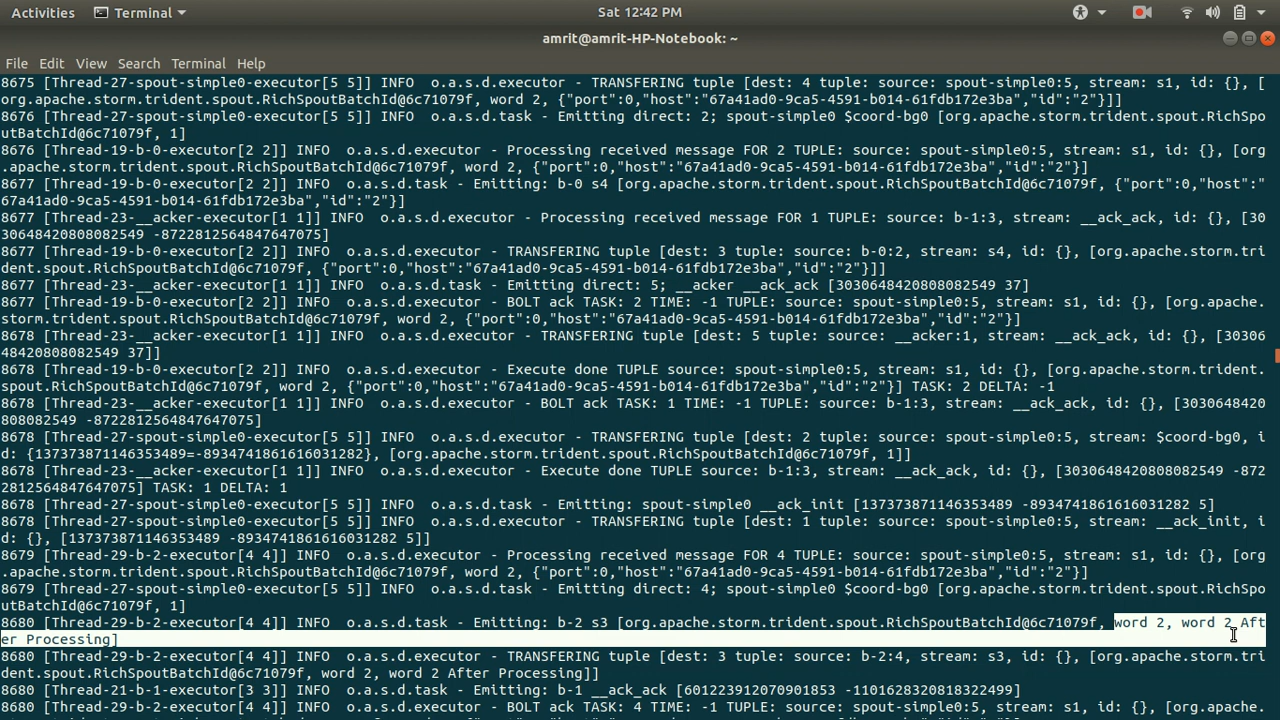 Activities Terminal Sat 12:42 PM
amrit@amrit-HP-Notebook: ~
File Edit View Search Terminal Help
8675 [Thread-27-spout-simple0-executor[5 5]] INFO  o.a.s.d.executor - TRANSFERING tuple [dest: 4 tuple: source: spout-simple0:5, stream: s1, id: {}, [
org.apache.storm.trident.spout.RichSpoutBatchId@6c71079f, word 2, {"port":0,"host":"67a41ad0-9ca5-4591-b014-61fdb172e3ba","id":"2"}]]
8676 [Thread-27-spout-simple0-executor[5 5]] INFO  o.a.s.d.task - Emitting direct: 2; spout-simple0 $coord-bg0 [org.apache.storm.trident.spout.RichSpo
utBatchId@6c71079f, 1]
8676 [Thread-19-b-0-executor[2 2]] INFO  o.a.s.d.executor - Processing received message FOR 2 TUPLE: source: spout-simple0:5, stream: s1, id: {}, [org
.apache.storm.trident.spout.RichSpoutBatchId@6c71079f, word 2, {"port":0,"host":"67a41ad0-9ca5-4591-b014-61fdb172e3ba","id":"2"}]
8677 [Thread-19-b-0-executor[2 2]] INFO  o.a.s.d.task - Emitting: b-0 s4 [org.apache.storm.trident.spout.RichSpoutBatchId@6c71079f, {"port":0,"host":"
67a41ad0-9ca5-4591-b014-61fdb172e3ba","id":"2"}]
8677 [Thread-23-__acker-executor[1 1]] INFO  o.a.s.d.executor - Processing received message FOR 1 TUPLE: source: b-1:3, stream: __ack_ack, id: {}, [30
30648420808082549 -8722812564847647075]
8677 [Thread-19-b-0-executor[2 2]] INFO  o.a.s.d.executor - TRANSFERING tuple [dest: 3 tuple: source: b-0:2, stream: s4, id: {}, [org.apache.storm.tri
dent.spout.RichSpoutBatchId@6c71079f, {"port":0,"host":"67a41ad0-9ca5-4591-b014-61fdb172e3ba","id":"2"}]]
8677 [Thread-23-__acker-executor[1 1]] INFO  o.a.s.d.task - Emitting direct: 5; __acker __ack_ack [3030648420808082549 37]
8677 [Thread-19-b-0-executor[2 2]] INFO  o.a.s.d.executor - BOLT ack TASK: 2 TIME: -1 TUPLE: source: spout-simple0:5, stream: s1, id: {}, [org.apache.
storm.trident.spout.RichSpoutBatchId@6c71079f, word 2, {"port":0,"host":"67a41ad0-9ca5-4591-b014-61fdb172e3ba","id":"2"}]
8678 [Thread-23-__acker-executor[1 1]] INFO  o.a.s.d.executor - TRANSFERING tuple [dest: 5 tuple: source: __acker:1, stream: __ack_ack, id: {}, [30306
48420808082549 37]]
8678 [Thread-19-b-0-executor[2 2]] INFO  o.a.s.d.executor - Execute done TUPLE source: spout-simple0:5, stream: s1, id: {}, [org.apache.storm.trident.
spout.RichSpoutBatchId@6c71079f, word 2, {"port":0,"host":"67a41ad0-9ca5-4591-b014-61fdb172e3ba","id":"2"}] TASK: 2 DELTA: -1
8678 [Thread-23-__acker-executor[1 1]] INFO  o.a.s.d.executor - BOLT ack TASK: 1 TIME: -1 TUPLE: source: b-1:3, stream: __ack_ack, id: {}, [3030648420
808082549 -8722812564847647075]
8678 [Thread-27-spout-simple0-executor[5 5]] INFO  o.a.s.d.executor - TRANSFERING tuple [dest: 2 tuple: source: spout-simple0:5, stream: $coord-bg0, i
d: {137373871146353489=-8934741861616031282}, [org.apache.storm.trident.spout.RichSpoutBatchId@6c71079f, 1]]
8678 [Thread-23-__acker-executor[1 1]] INFO  o.a.s.d.executor - Execute done TUPLE source: b-1:3, stream: __ack_ack, id: {}, [3030648420808082549 -872
2812564847647075] TASK: 1 DELTA: 1
8678 [Thread-27-spout-simple0-executor[5 5]] INFO  o.a.s.d.task - Emitting: spout-simple0 __ack_init [137373871146353489 -8934741861616031282 5]
8678 [Thread-27-spout-simple0-executor[5 5]] INFO  o.a.s.d.executor - TRANSFERING tuple [dest: 1 tuple: source: spout-simple0:5, stream: __ack_init, i
d: {}, [137373871146353489 -8934741861616031282 5]]
8679 [Thread-29-b-2-executor[4 4]] INFO  o.a.s.d.executor - Processing received message FOR 4 TUPLE: source: spout-simple0:5, stream: s1, id: {}, [org
.apache.storm.trident.spout.RichSpoutBatchId@6c71079f, word 2, {"port":0,"host":"67a41ad0-9ca5-4591-b014-61fdb172e3ba","id":"2"}]
8679 [Thread-27-spout-simple0-executor[5 5]] INFO  o.a.s.d.task - Emitting direct: 4; spout-simple0 $coord-bg0 [org.apache.storm.trident.spout.RichSpo
utBatchId@6c71079f, 1]
8680 [Thread-29-b-2-executor[4 4]] INFO  o.a.s.d.task - Emitting: b-2 s3 [org.apache.storm.trident.spout.RichSpoutBatchId@6c71079f, word 2, word 2 Aft
er Processing]
8680 [Thread-29-b-2-executor[4 4]] INFO  o.a.s.d.executor - TRANSFERING tuple [dest: 3 tuple: source: b-2:4, stream: s3, id: {}, [org.apache.storm.tri
dent.spout.RichSpoutBatchId@6c71079f, word 2, word 2 After Processing]]
8680 [Thread-21-b-1-executor[3 3]] INFO  o.a.s.d.task - Emitting: b-1 __ack_ack [601223912070901853 -1101628320818322499]
8680 [Thread-29-b-2-executor[4 4]] INFO  o.a.s.d.executor - BOLT ack TASK: 4 TIME: -1 TUPLE: source: spout-simple0:5, stream: s1, id: {}, [org.apache.